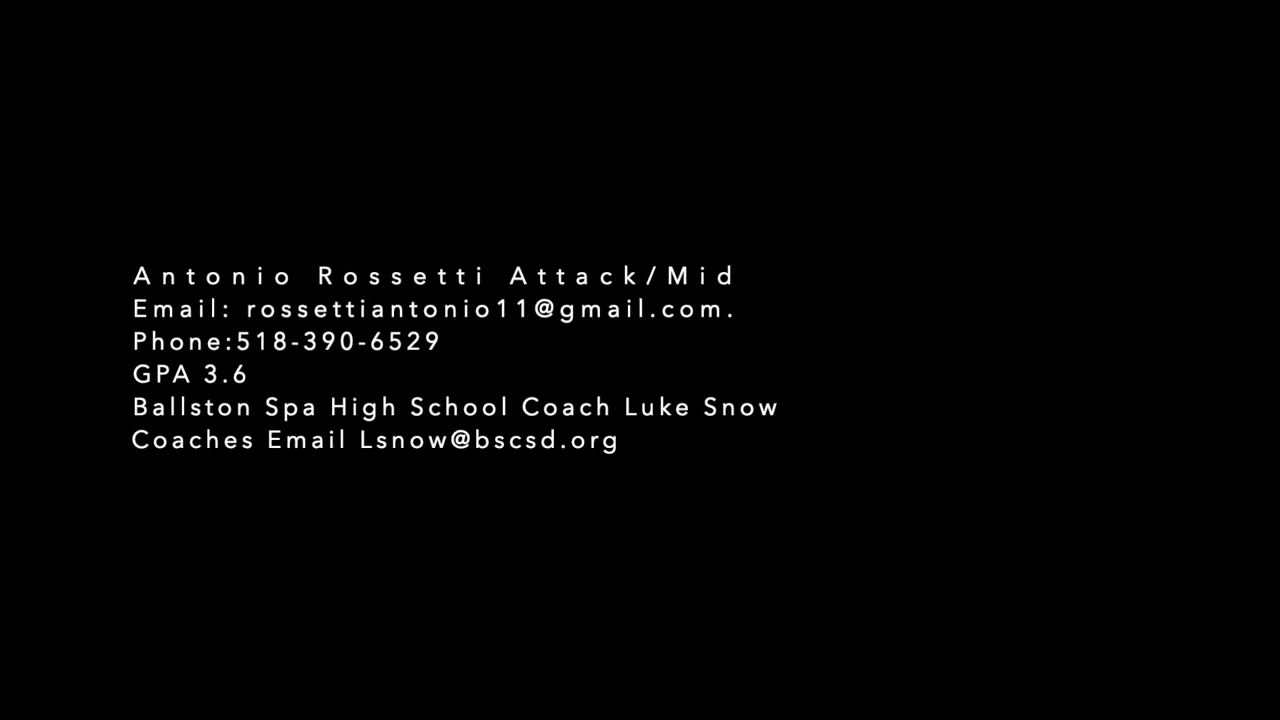 Antonio Rossetti Attack/Mid
Email: rossettiantonio11@gmail.com.
Phone:518-390-6529
GPA 3.6
Ballston Spa High School Coach Luke Snow
Coaches Email Lsnow@bscsd.org